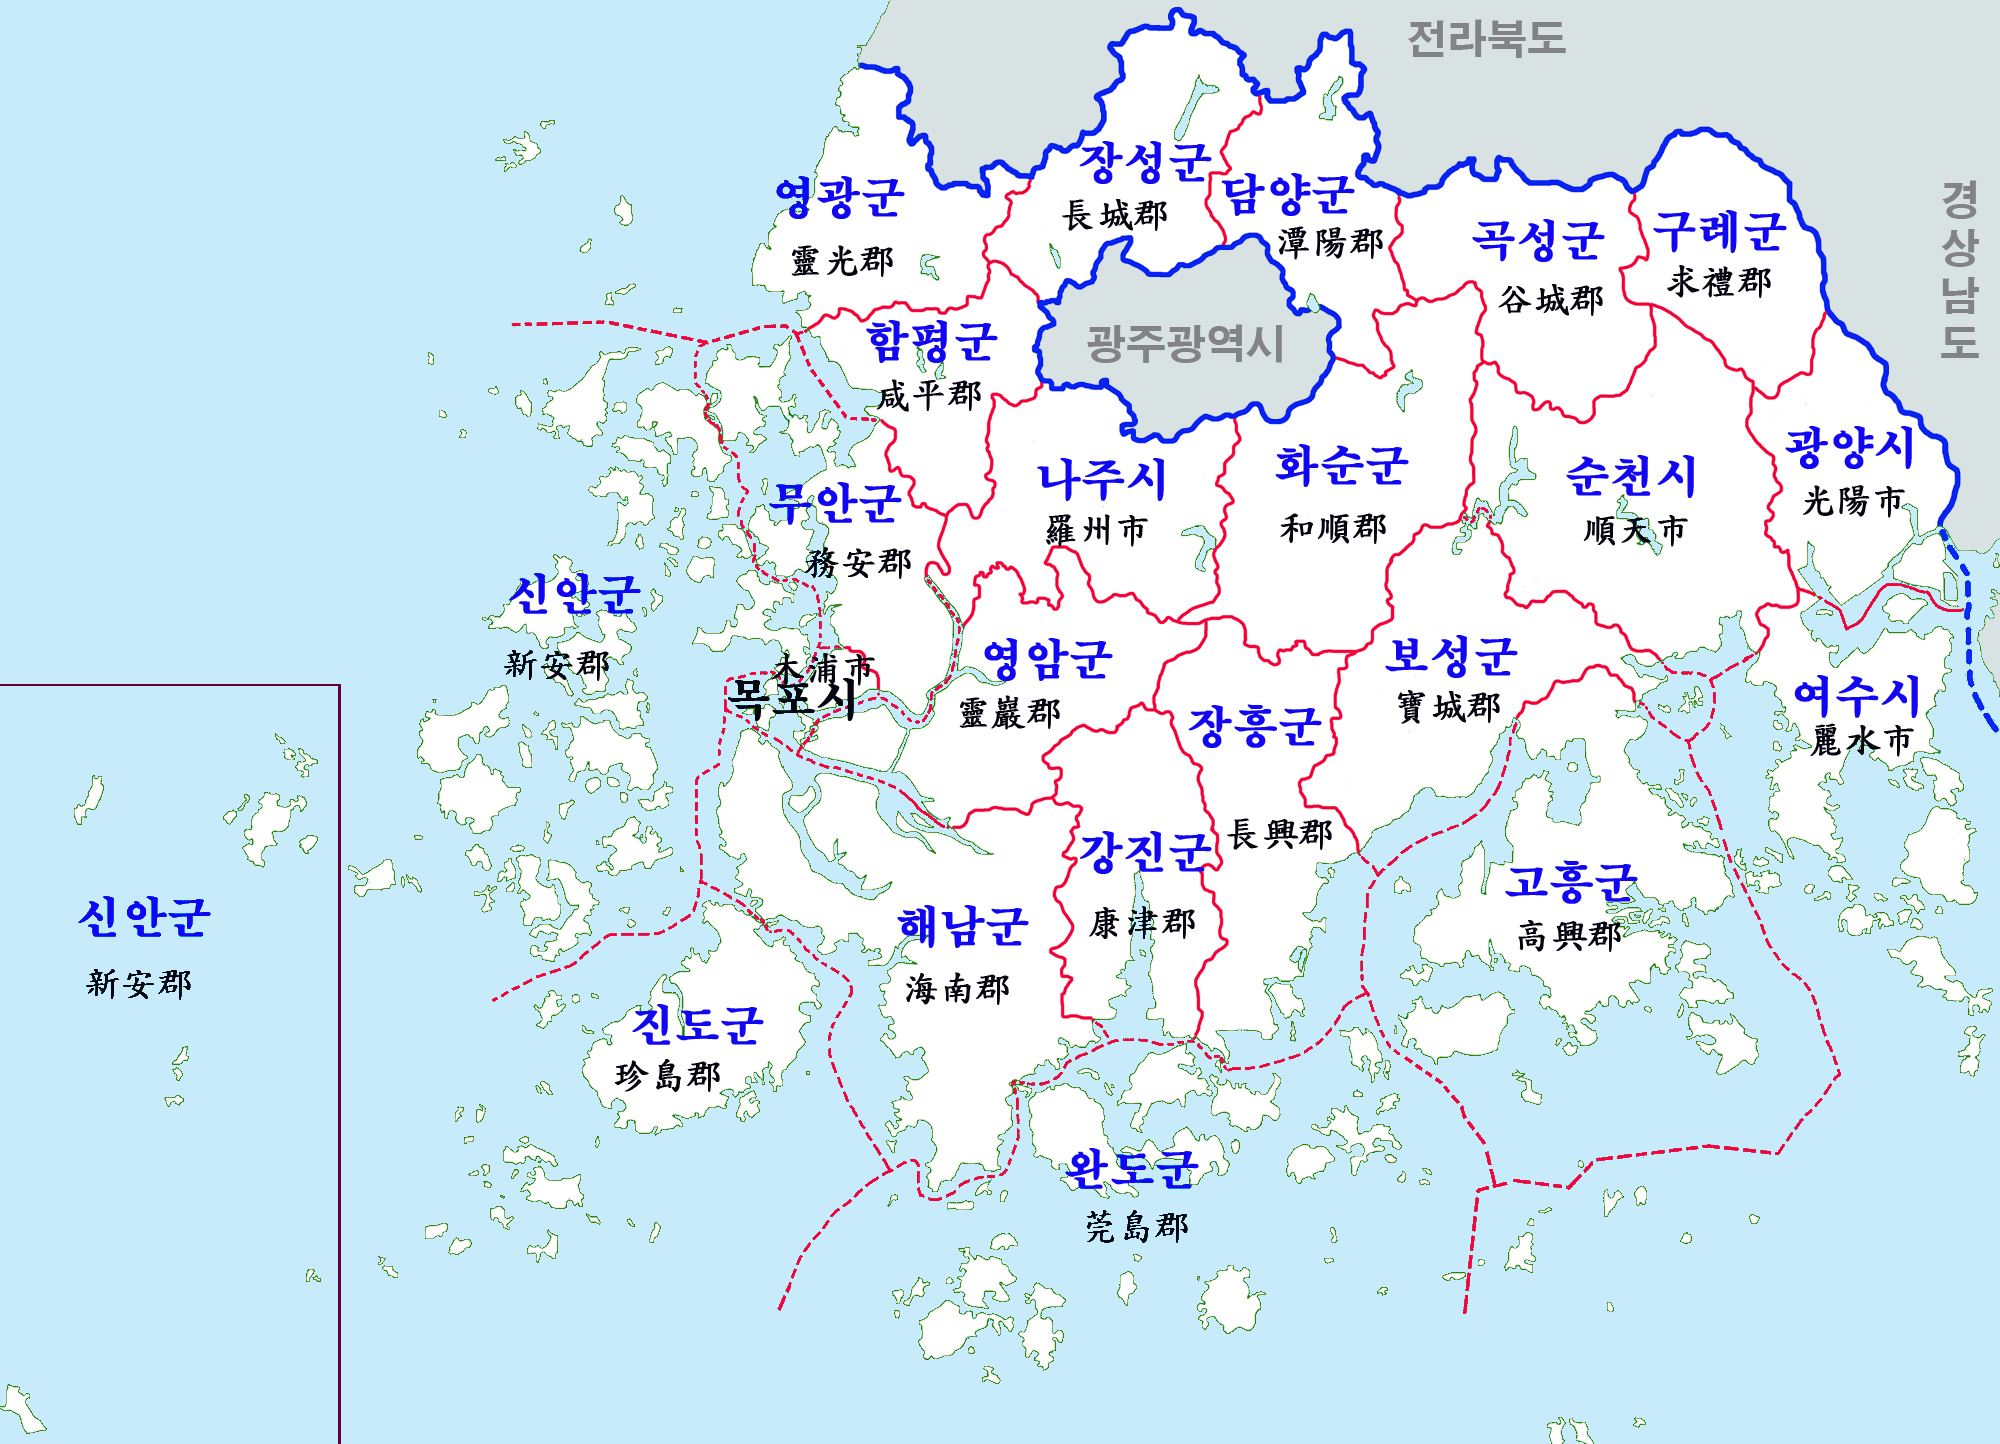 전라북도
경상남도
장성군
長城郡
담양군
潭陽郡
영광군
靈光郡
곡성군
谷城郡
구례군
求禮郡
함평군
咸平郡
광주광역시
나주시
羅州市
화순군
和順郡
순천시
順天市
광양시
光陽市
무안군
務安郡
신안군
新安郡
木浦市
목포시
영암군
靈巖郡
장흥군
長興郡
보성군
寶城郡
여수시
麗水市
강진군
康津郡
고흥군
高興郡
해남군
海南郡
진도군
珍島郡
완도군
莞島郡
신안군
新安郡